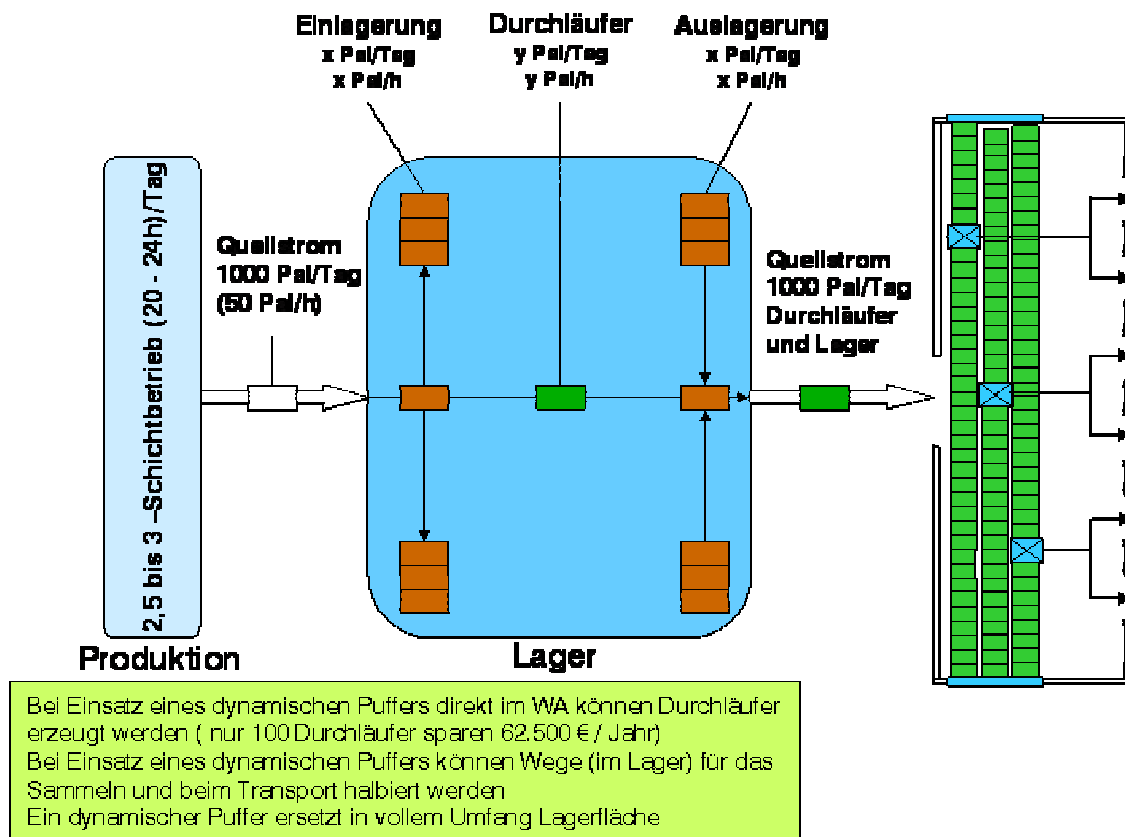 Einlagerung
x Pal/Tag
x Pal/h
Durchläufer
y Pal/Tag
y Pal/h
Auslagerung
x Pal/Tag
x Pal/h
2,5 bis 3 –Schichtbetrieb (20 - 24h)/Tag
Quellstrom
1000 Pal/Tag
(50 Pal/h)
Quellstrom
1000 Pal/Tag
Durchläufer
und Lager
Produktion
Lager
Bei Einsatz eines dynamischen Puffers direkt im WA können Durchläufer
erzeugt werden ( nur 100 Durchläufer sparen 62.500 € / Jahr)
Bei Einsatz eines dynamischen Puffers können Wege (im Lager) für das
Sammeln und beim Transport halbiert werden
Ein dynamischer Puffer ersetzt in vollem Umfang Lagerfläche